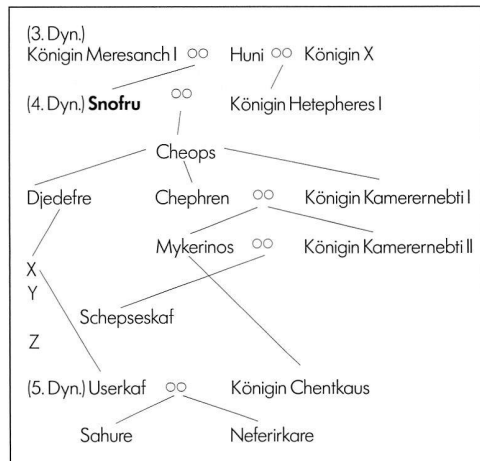 (3. Dyn.)
Königin Meresanch I ○○ Huni ○○ Königin X
(4. Dyn.) Snofru ○○ Königin Hetepheres I
Cheops
Djedefre Chephren ○○ Königin Kamerernebti I
Mykerinos ○○ Königin Kamerernebti II
X
Y
Schepseskaf
Z
(5. Dyn.) Userkaf ○○ Königin Chentkaus
Sahure Neferirkare